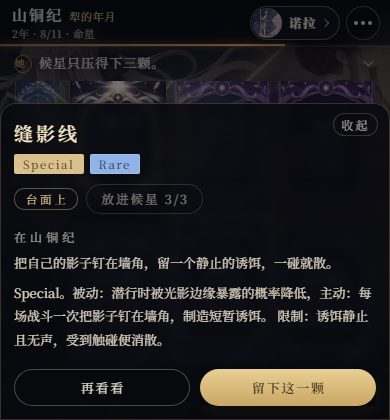 山铜纪 犁的年月
2年 · 8/11 · 命星
诺拉
她 候星只压得下三颗。
收起
缝影线
Special Rare
台面上 放进候星 3/3
在山铜纪
把自己的影子钉在墙角，留一个静止的诱饵，一碰就散。
Special。被动：潜行时被光影边缘暴露的概率降低，主动：每
场战斗一次把影子钉在墙角，制造短暂诱饵。 限制：诱饵静止
且无声，受到触碰便消散。
再看看 留下这一颗